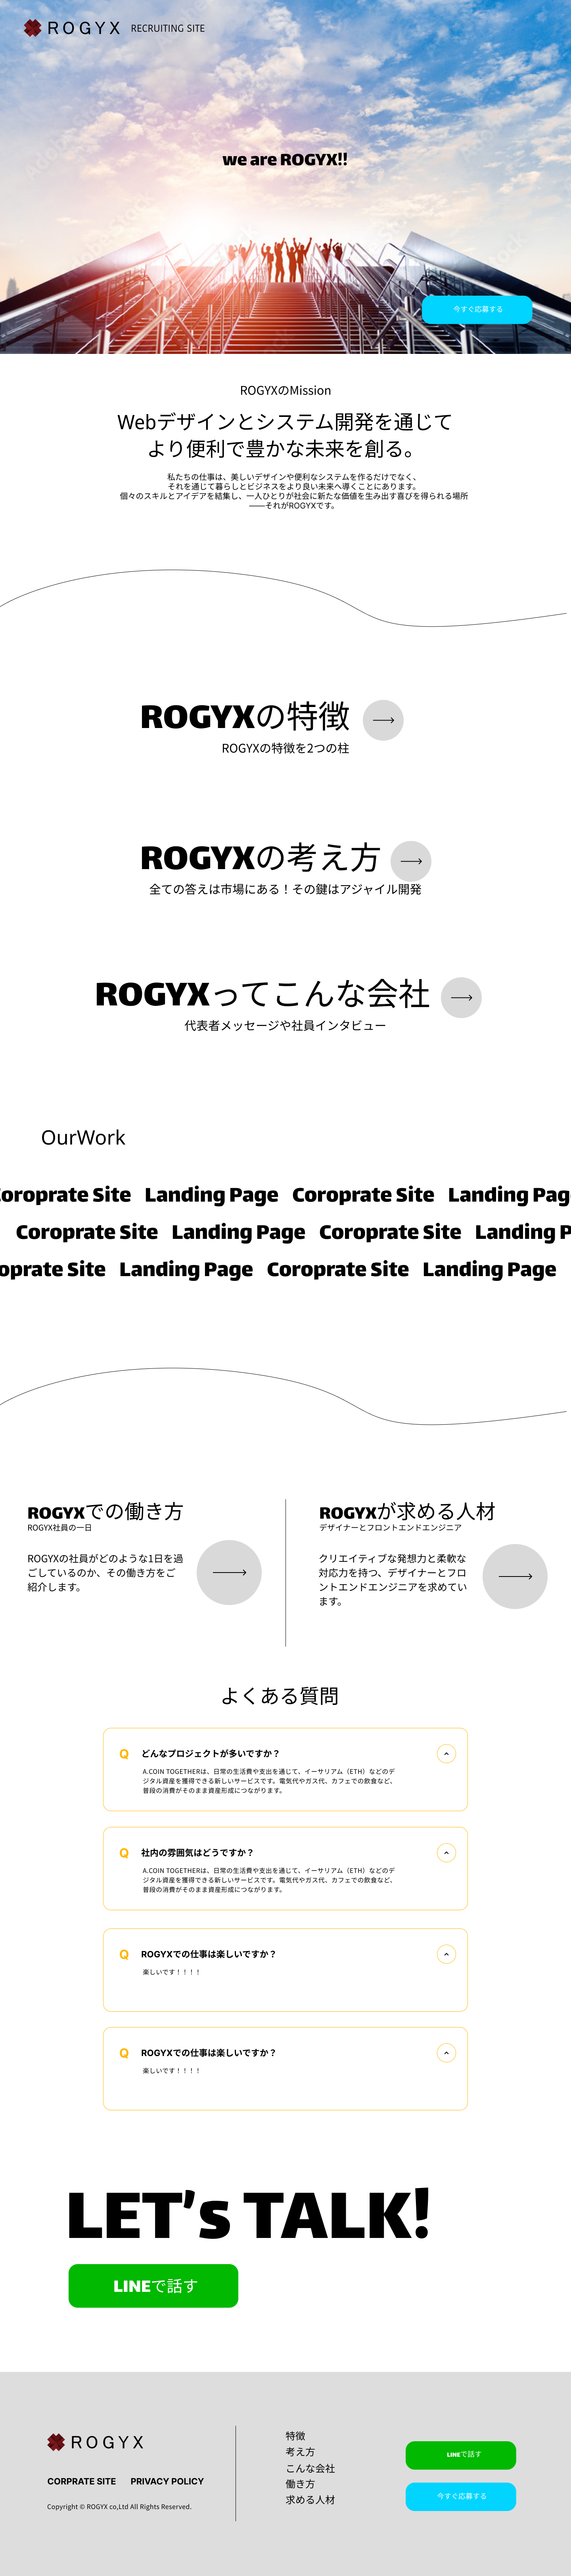 ROGYX RECRUITING SITE
we are ROGYX!!
今すぐ応募する
ROGYXのMission
Webデザインとシステム開発を通じて
より便利で豊かな未来を創る。
私たちの仕事は、美しいデザインや便利なシステムを作るだけでなく、
それを通じて暮らしとビジネスをより良い未来へ導くことにあります。
個々のスキルとアイデアを結集し、一人ひとりが社会に新たな価値を生み出す喜びを得られる場所
――それがROGYXです。
ROGYXの特徴
ROGYXの特徴を2つの柱
ROGYXの考え方
全ての答えは市場にある！その鍵はアジャイル開発
ROGYXってこんな会社
代表者メッセージや社員インタビュー
OurWork
oroprate Site Landing Page Coroprate Site Landing Pag
Coroprate Site Landing Page Coroprate Site Landing P
oprate Site Landing Page Coroprate Site Landing Page
ROGYXでの働き方
ROGYX社員の一日
ROGYXの社員がどのような1日を過
ごしているのか、その働き方をご
紹介します。
ROGYXが求める人材
デザイナーとフロントエンドエンジニア
クリエイティブな発想力と柔軟な
対応力を持つ、デザイナーとフロ
ントエンドエンジニアを求めてい
ます。
よくある質問
Q どんなプロジェクトが多いですか？
A.COIN TOGETHERは、日常の生活費や支出を通じて、イーサリアム（ETH）などのデ
ジタル資産を獲得できる新しいサービスです。電気代やガス代、カフェでの飲食など、
普段の消費がそのまま資産形成につながります。
Q 社内の雰囲気はどうですか？
A.COIN TOGETHERは、日常の生活費や支出を通じて、イーサリアム（ETH）などのデ
ジタル資産を獲得できる新しいサービスです。電気代やガス代、カフェでの飲食など、
普段の消費がそのまま資産形成につながります。
Q ROGYXでの仕事は楽しいですか？
楽しいです！！！！
Q ROGYXでの仕事は楽しいですか？
楽しいです！！！！
LET’s TALK!
LINEで話す
ROGYX
CORPRATE SITE PRIVACY POLICY
Copyright © ROGYX co,Ltd All Rights Reserved.
特徴
考え方
こんな会社
働き方
求める人材
LINEで話す
今すぐ応募する